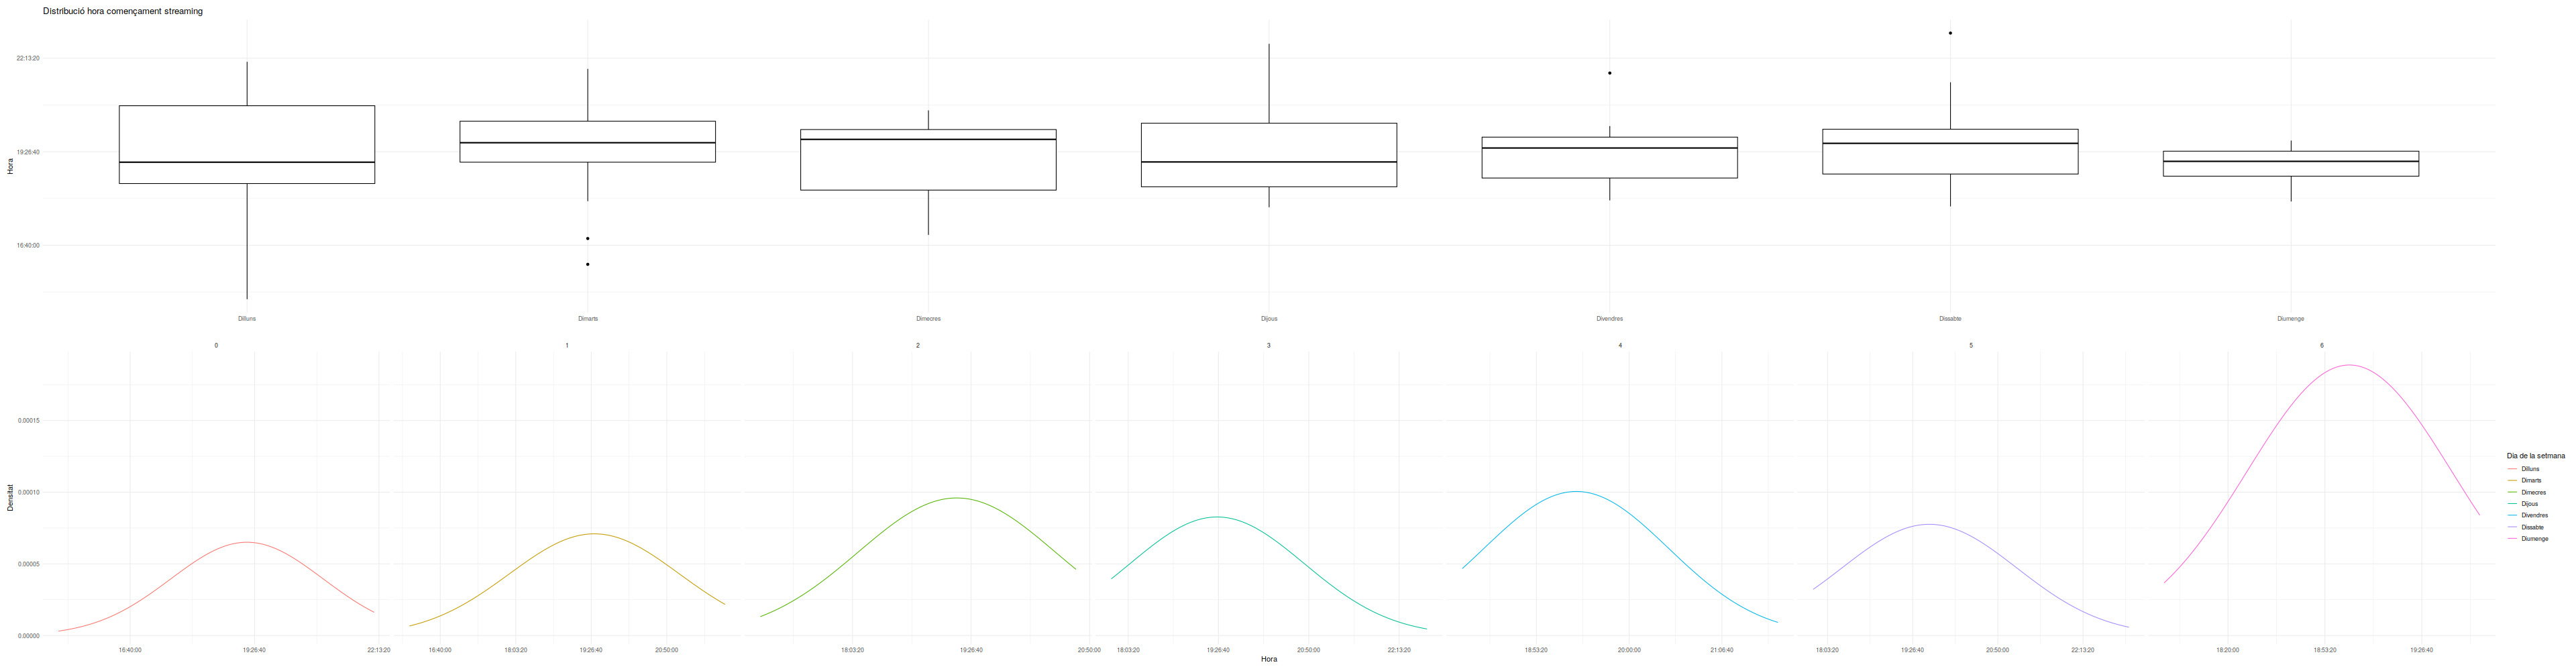 Distribució hora començament streaming
Hora
22:13:20
19:26:40
16:40:00
Dilluns Dimarts Dimecres Dijous Divendres Dissabte Diumenge
0 1 2 3 4 5 6
Densitat
0.00015
0.00010
0.00005
0.00000
16:40:00 19:26:40 22:13:20 16:40:00 18:03:20 19:26:40 20:50:00 18:03:20 19:26:40 20:50:00 18:03:20 19:26:40 20:50:00 22:13:20 18:53:20 20:00:00 21:06:40 18:03:20 19:26:40 20:50:00 22:13:20 18:20:00 18:53:20 19:26:40
Hora
Dia de la setmana
Dilluns
Dimarts
Dimecres
Dijous
Divendres
Dissabte
Diumenge